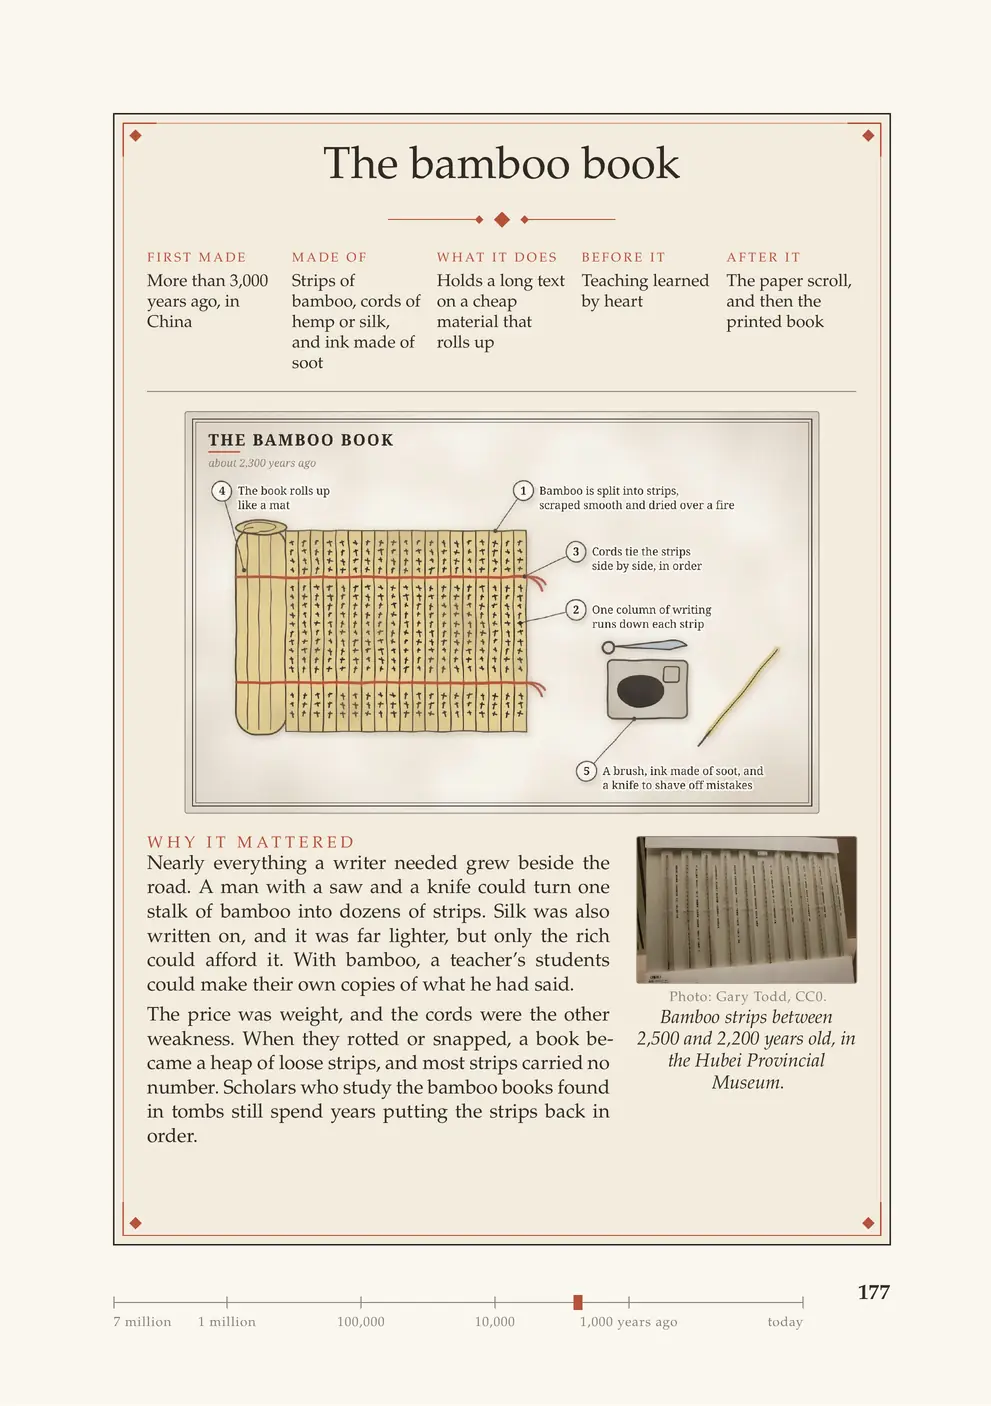 The bamboo book
FIRST MADE
More than 3,000
years ago, in
China
MADE OF
Strips of
bamboo, cords of
hemp or silk,
and ink made of
soot
WHAT IT DOES
Holds a long text
on a cheap
material that
rolls up
BEFORE IT
Teaching learned
by heart
AFTER IT
The paper scroll,
and then the
printed book
THE BAMBOO BOOK
about 2,300 years ago
4 The book rolls up
like a mat
1 Bamboo is split into strips,
scraped smooth and dried over a fire
3 Cords tie the strips
side by side, in order
2 One column of writing
runs down each strip
5 A brush, ink made of soot, and
a knife to shave off mistakes
WHY IT MATTERED
Nearly everything a writer needed grew beside the
road. A man with a saw and a knife could turn one
stalk of bamboo into dozens of strips. Silk was also
written on, and it was far lighter, but only the rich
could afford it. With bamboo, a teacher’s students
could make their own copies of what he had said.
The price was weight, and the cords were the other
weakness. When they rotted or snapped, a book be-
came a heap of loose strips, and most strips carried no
number. Scholars who study the bamboo books found
in tombs still spend years putting the strips back in
order.
Photo: Gary Todd, CC0.
Bamboo strips between
2,500 and 2,200 years old, in
the Hubei Provincial
Museum.
177
7 million 1 million 100,000 10,000 1,000 years ago today